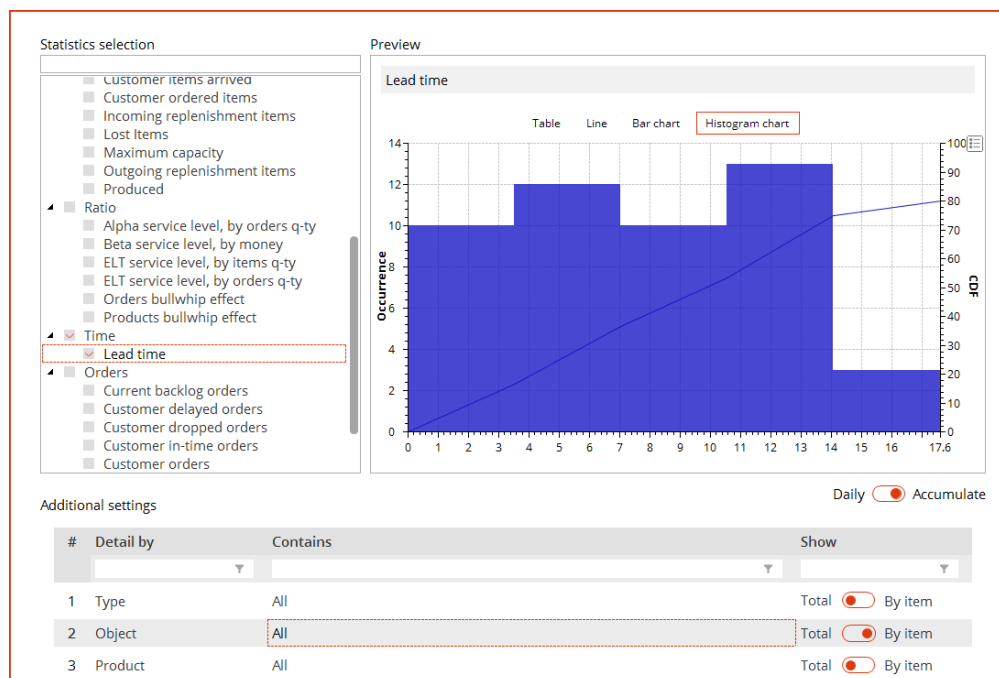 Statistics selection
Customer items arrived
Customer ordered items
Incoming replenishment items
Lost Items
Maximum capacity
Outgoing replenishment items
Produced
Ratio
Alpha service level, by orders q-ty
Beta service level, by money
ELT service level, by items q-ty
ELT service level, by orders q-ty
Orders bullwhip effect
Products bullwhip effect
Time
Lead time
Orders
Current backlog orders
Customer delayed orders
Customer dropped orders
Customer in-time orders
Customer orders
Preview
Lead time
Table Line Bar chart Histogram chart
14
12
10
8
6
4
2
0
Occurrence
0 1 2 3 4 5 6 7 8 9 10 11 12 13 14 15 16 17.6
100
90
80
70
60
50
40
30
20
10
0
CDF
Daily Accumulate
Additional settings
# Detail by Contains Show
1 Type All Total By item
2 Object All Total By item
3 Product All Total By item